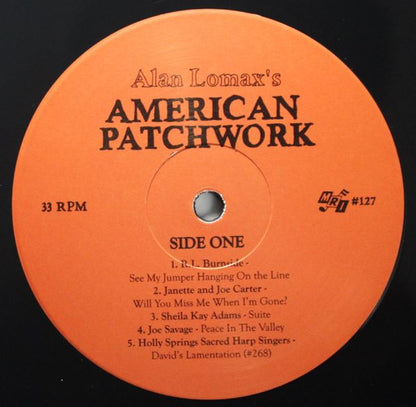 Alan Lomax's
AMERICAN
PATCHWORK
33 RPM
MRI #127
SIDE ONE
1. R.L. Burnside -
See My Jumper Hanging On the Line
2. Janette and Joe Carter -
Will You Miss Me When I'm Gone?
3. Sheila Kay Adams - Suite
4. Joe Savage - Peace In The Valley
5. Holly Springs Sacred Harp Singers -
David's Lamentation (#268)